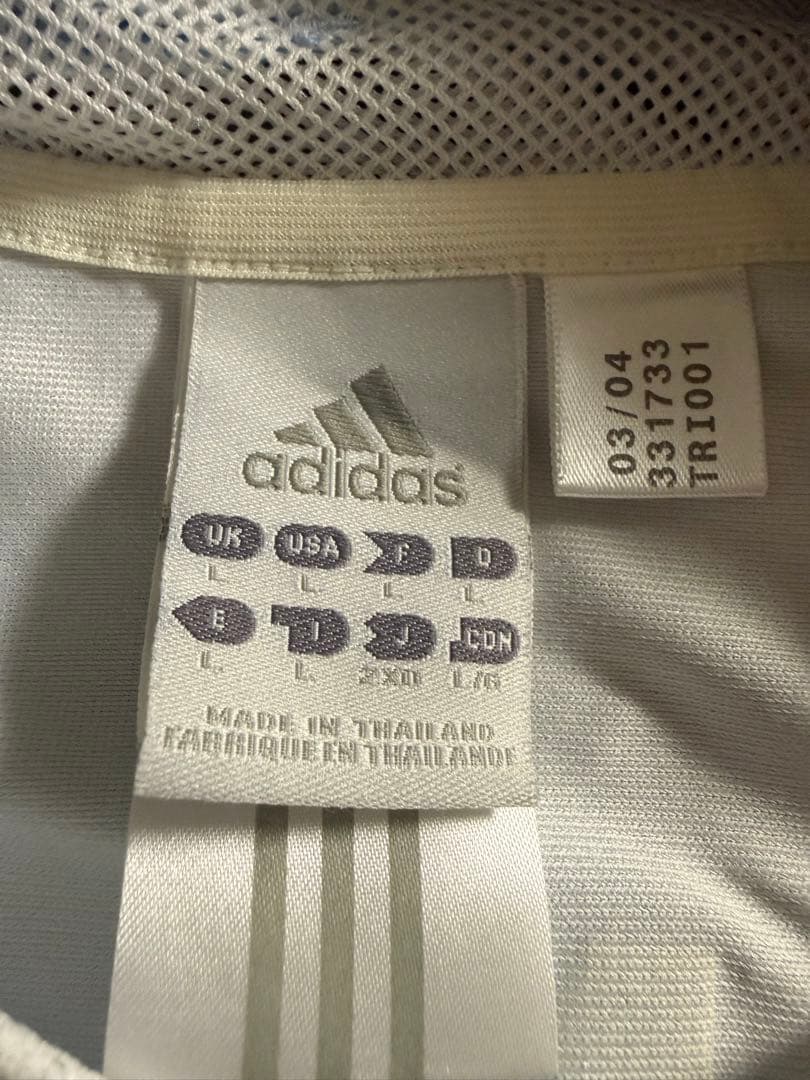 adidas
UK USA F D
L L L L
E I J CDN
L L 2XO L/G
MADE IN THAILAND
FABRIQUE EN THAILANDE
03/04
331733
TRI001